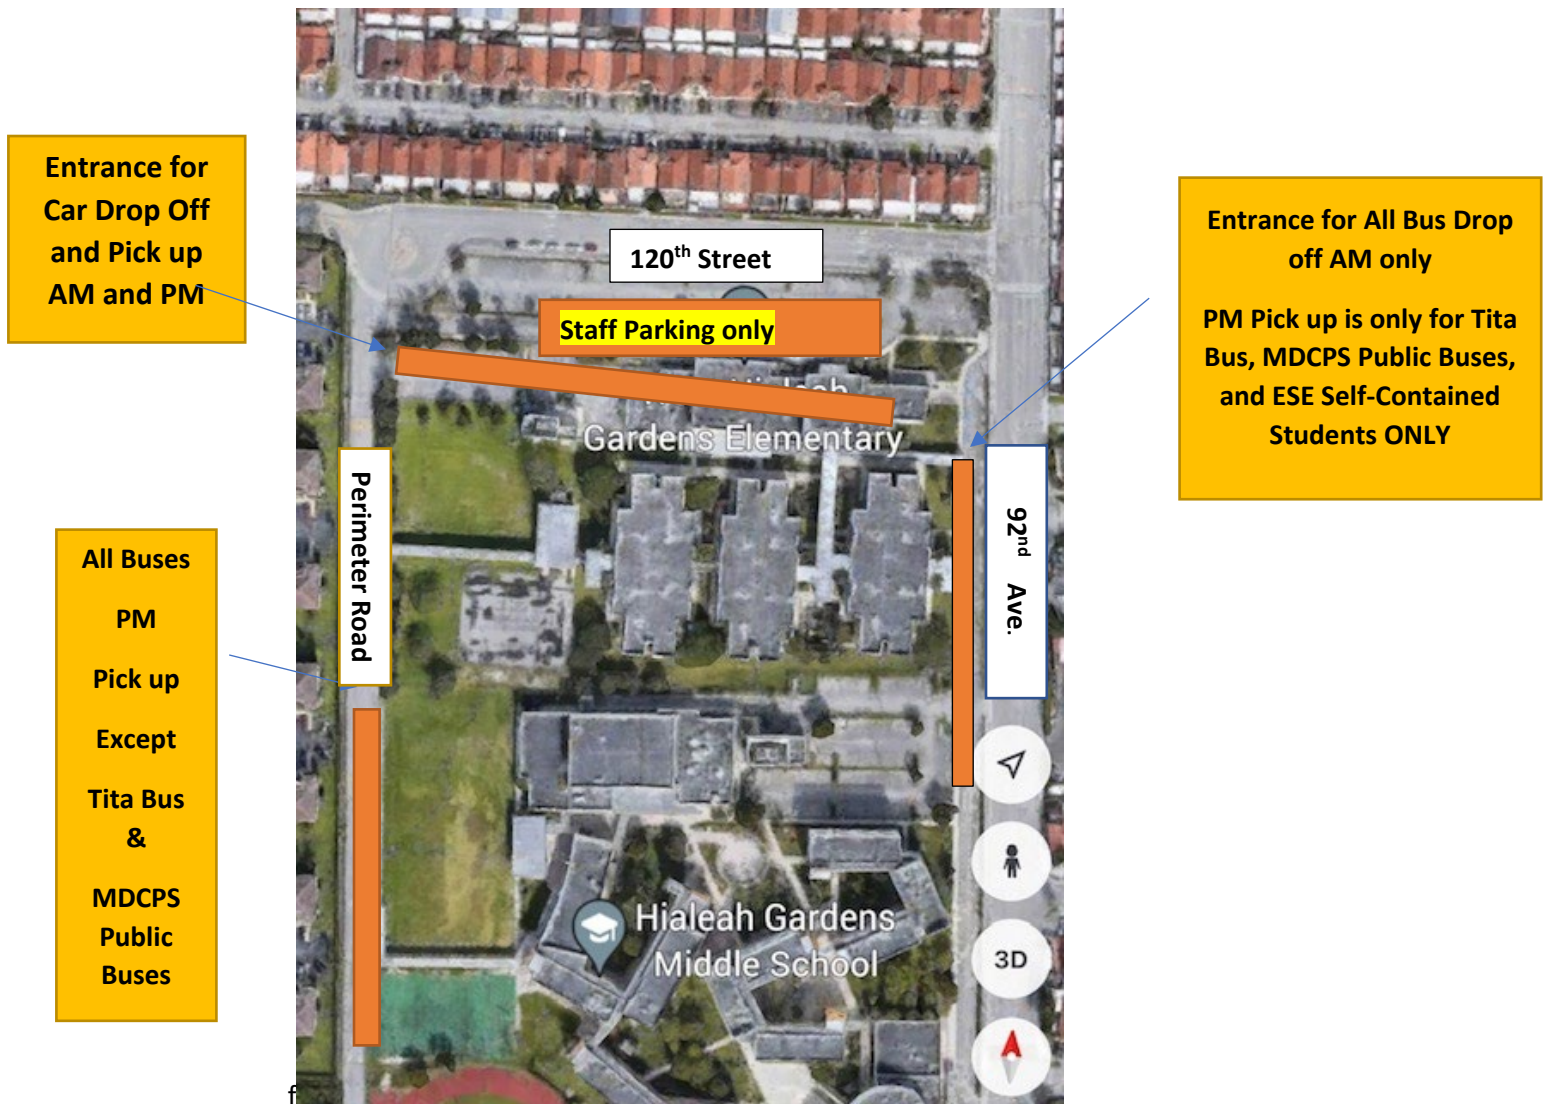 Entrance for
Car Drop Off
and Pick up
AM and PM
120th Street
Staff Parking only
Hialeah
Gardens Elementary
Entrance for All Bus Drop
off AM only
PM Pick up is only for Tita
Bus, MDCPS Public Buses,
and ESE Self-Contained
Students ONLY
Perimeter Road
92nd Ave.
All Buses
PM
Pick up
Except
Tita Bus
&
MDCPS
Public
Buses
Hialeah Gardens
Middle School
3D
f